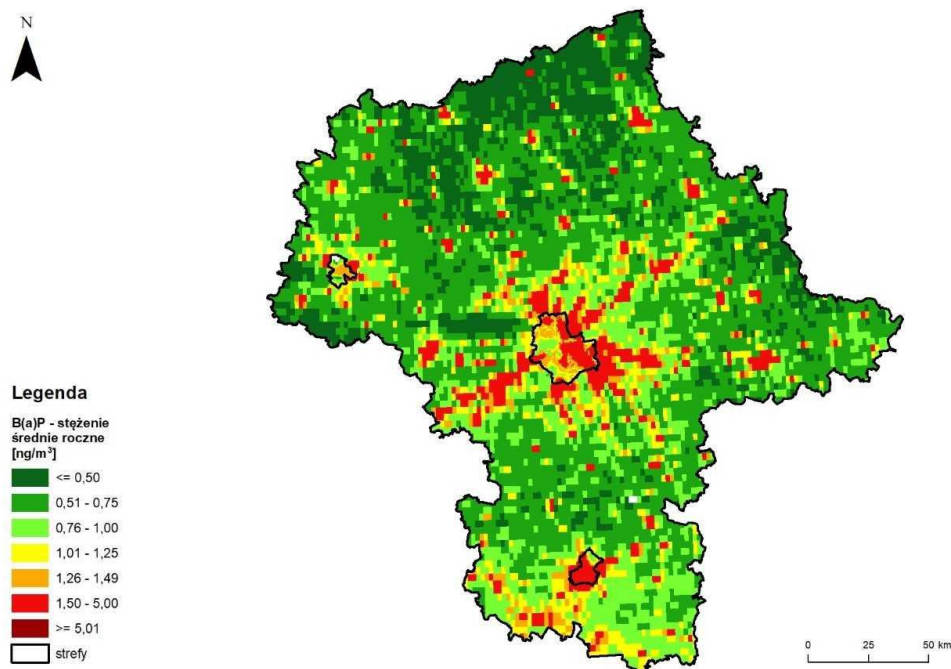 N
Legenda
B(a)P - stężenie
średnie roczne
[ng/m³]
<= 0,50
0,51 - 0,75
0,76 - 1,00
1,01 - 1,25
1,26 - 1,49
1,50 - 5,00
>= 5,01
strefy
0 25 50 km